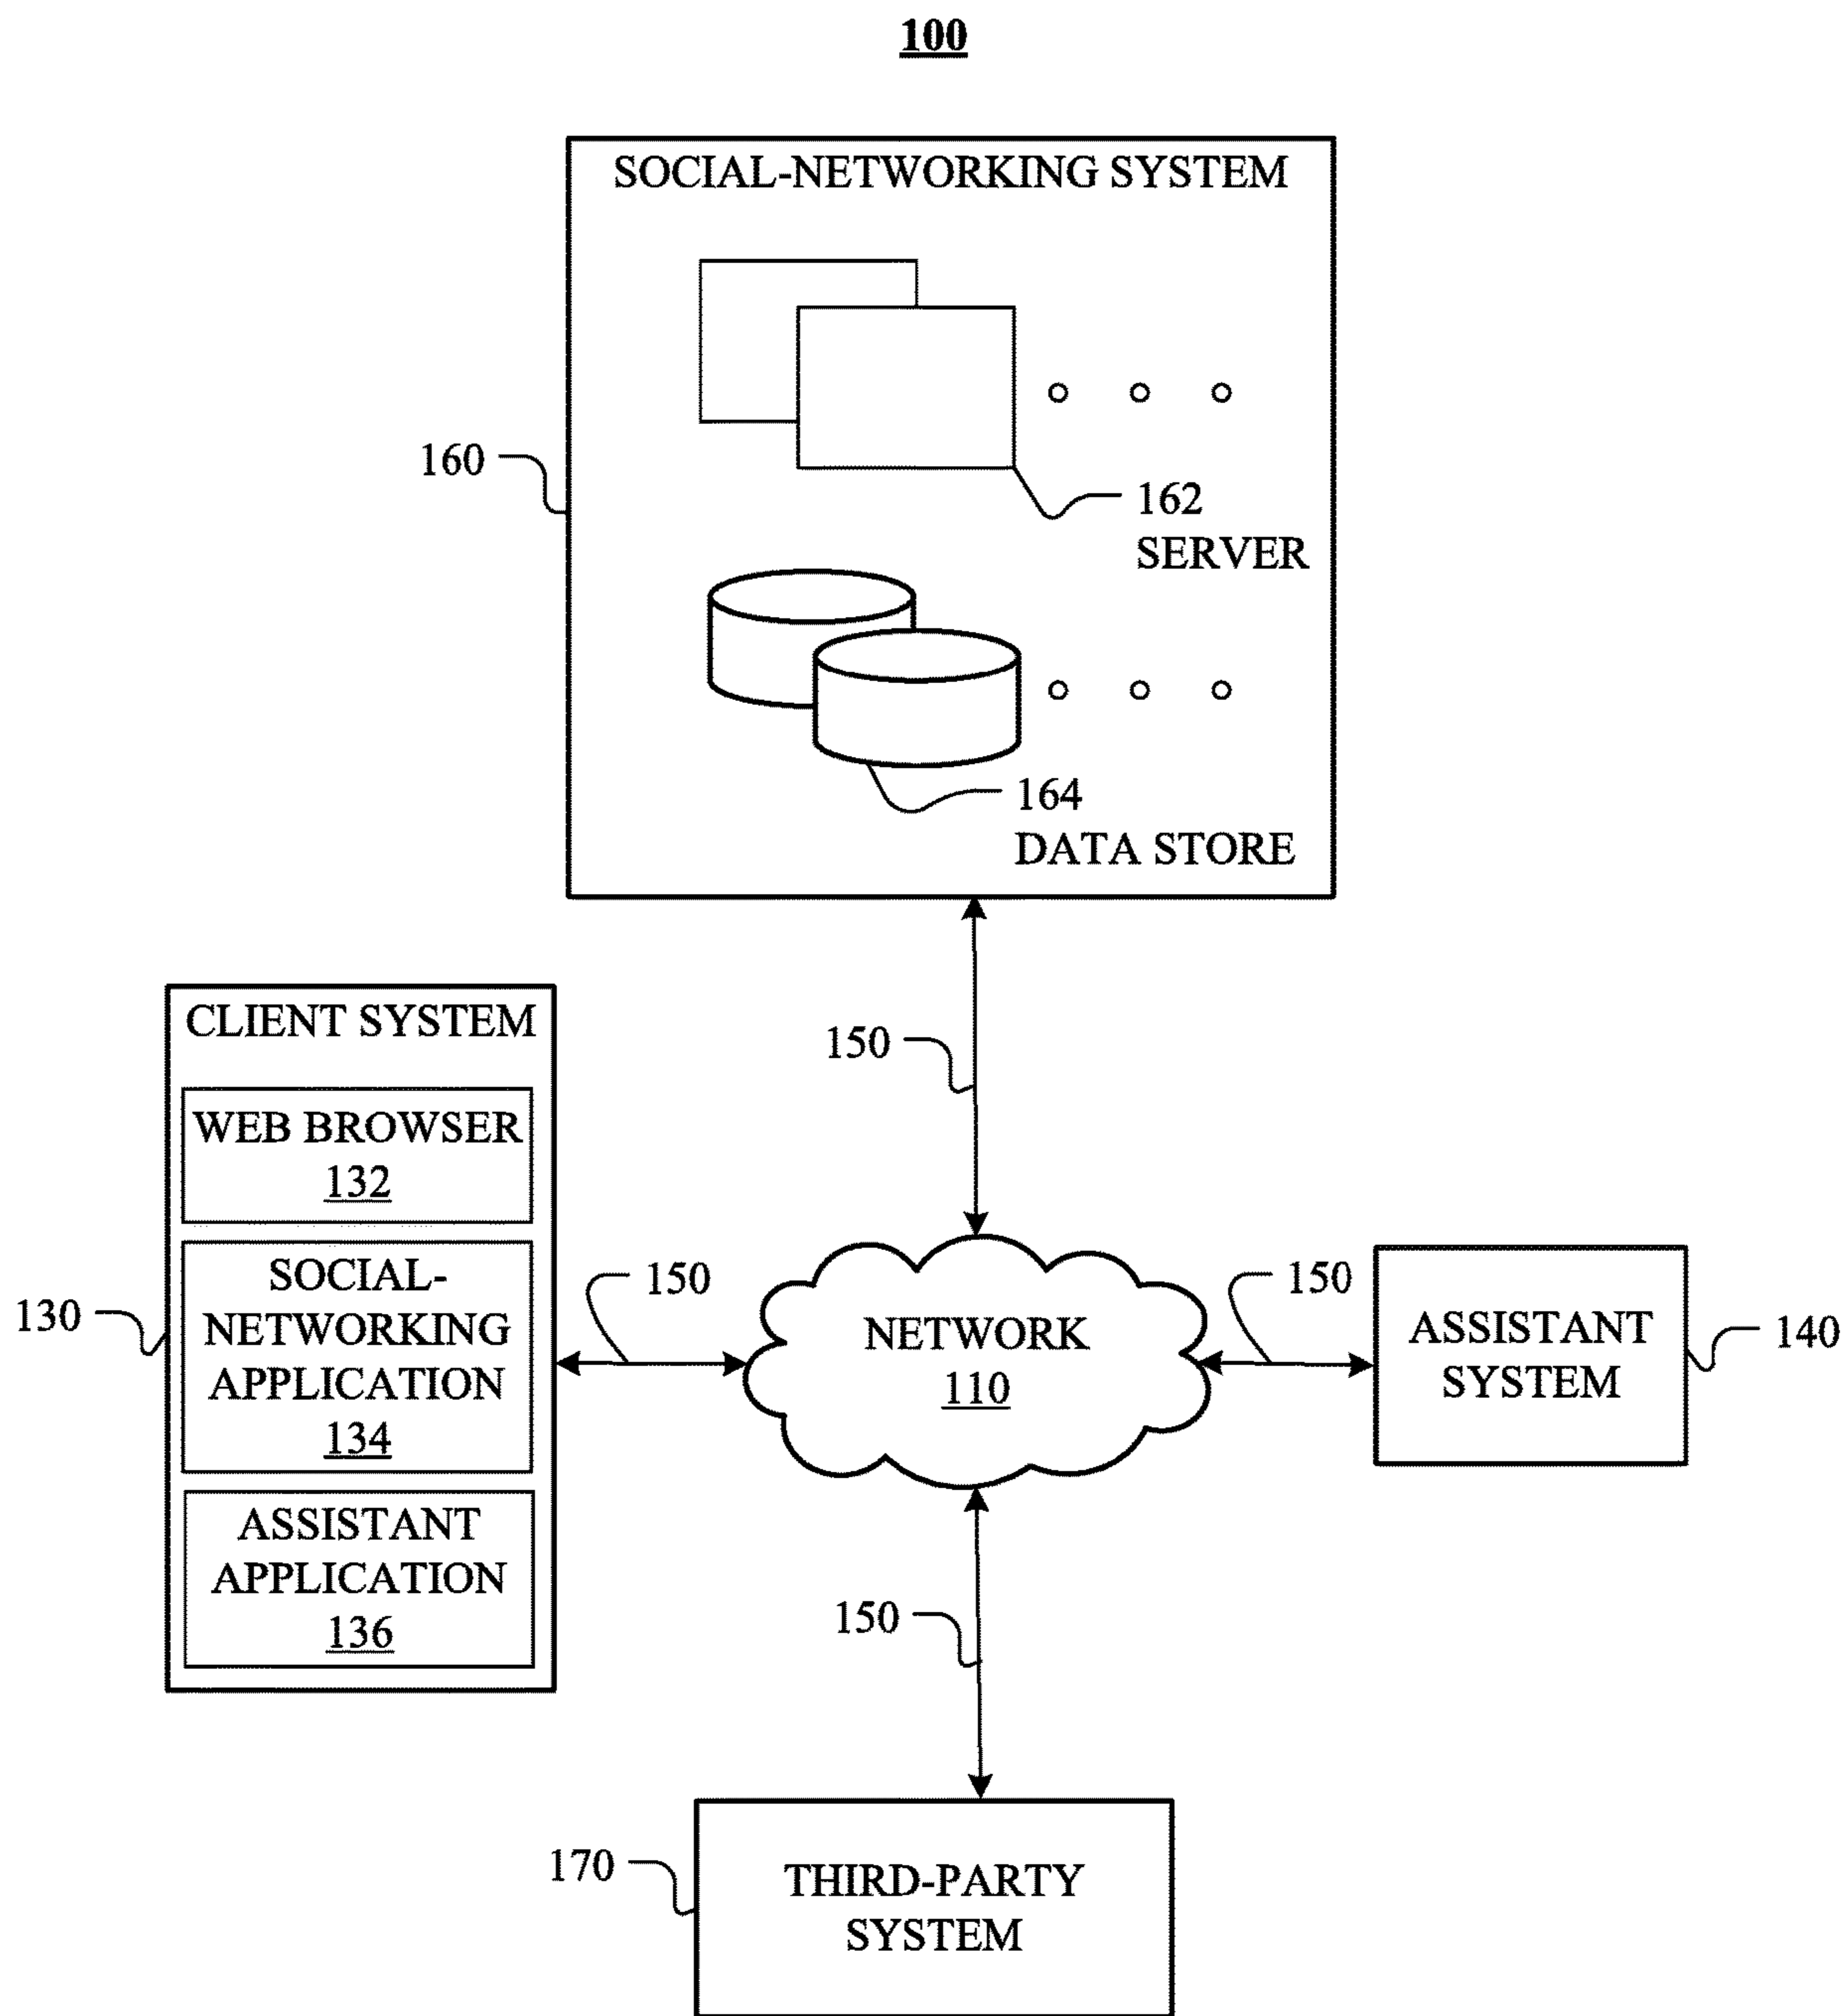 100
SOCIAL-NETWORKING SYSTEM
160
162
SERVER
164
DATA STORE
CLIENT SYSTEM
WEB BROWSER
132
SOCIAL-
NETWORKING
APPLICATION
134
ASSISTANT
APPLICATION
136
130
150
150
NETWORK
110
150
ASSISTANT
SYSTEM
140
150
170
THIRD-PARTY
SYSTEM